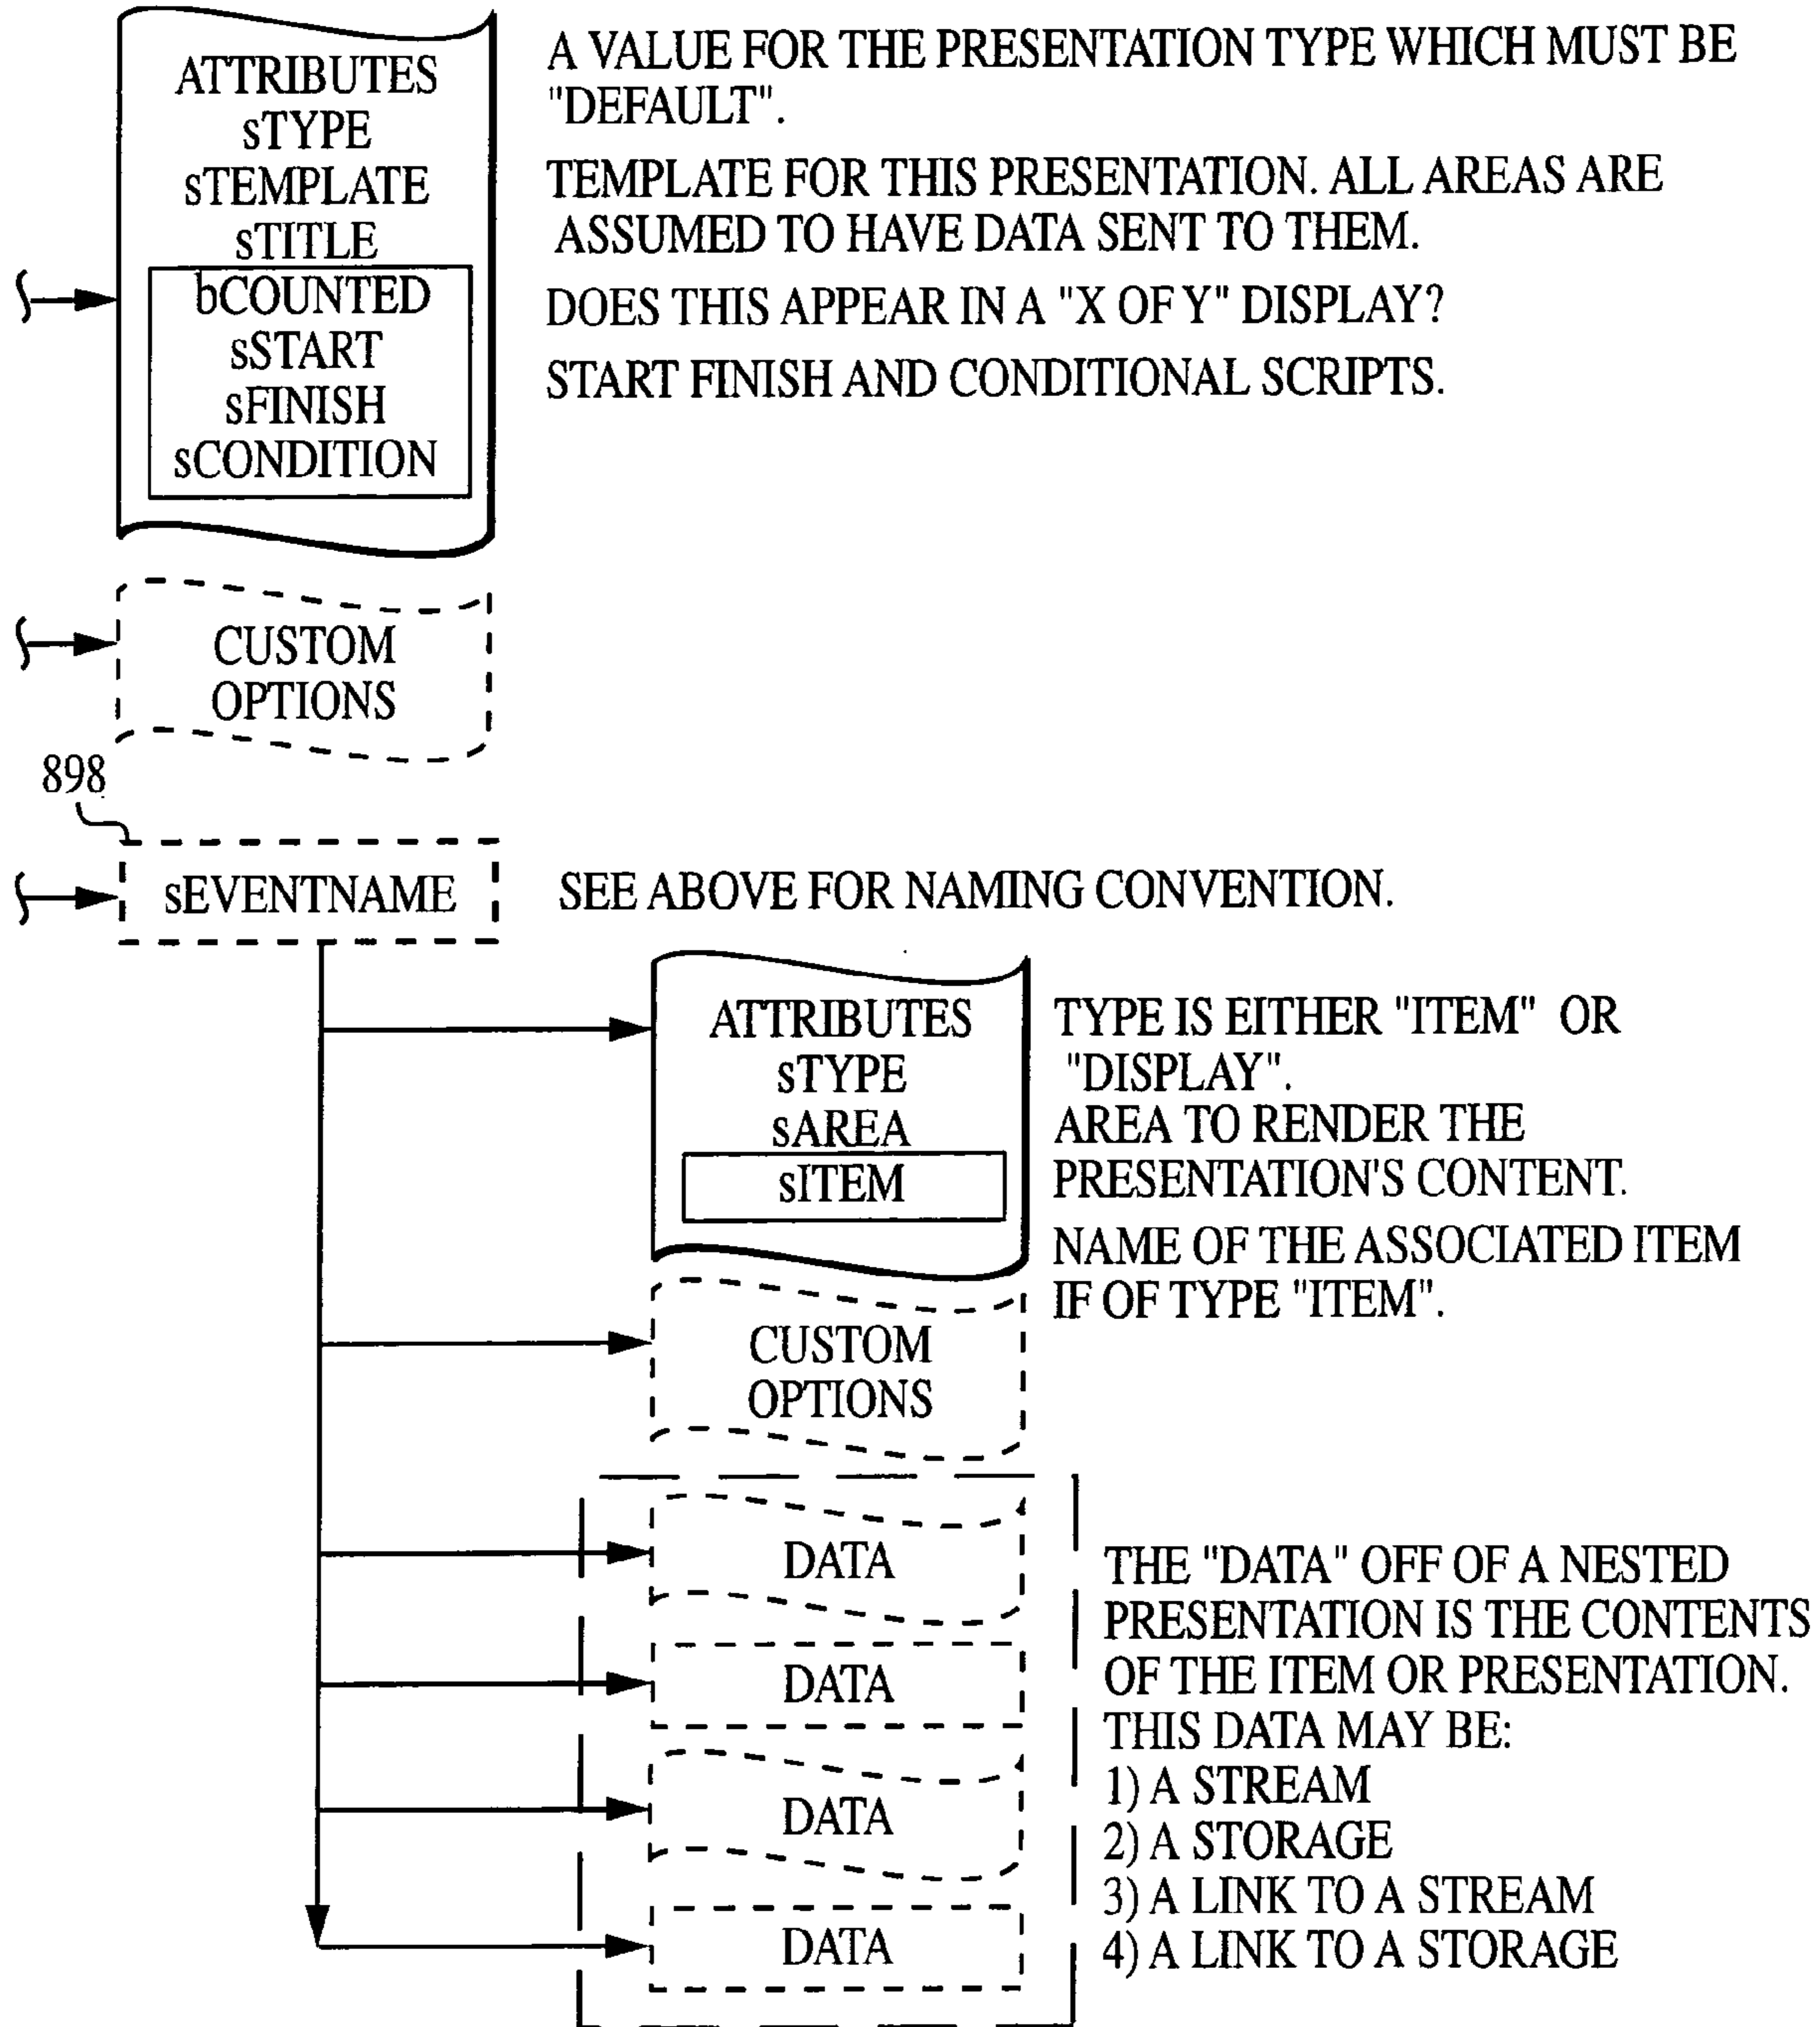 ATTRIBUTES
sTYPE
sTEMPLATE
sTITLE
bCOUNTED
sSTART
sFINISH
sCONDITION
A VALUE FOR THE PRESENTATION TYPE WHICH MUST BE
"DEFAULT".
TEMPLATE FOR THIS PRESENTATION. ALL AREAS ARE
ASSUMED TO HAVE DATA SENT TO THEM.
DOES THIS APPEAR IN A "X OF Y" DISPLAY?
START FINISH AND CONDITIONAL SCRIPTS.
CUSTOM
OPTIONS
898
sEVENTNAME
SEE ABOVE FOR NAMING CONVENTION.
ATTRIBUTES
sTYPE
sAREA
sITEM
TYPE IS EITHER "ITEM" OR
"DISPLAY".
AREA TO RENDER THE
PRESENTATION'S CONTENT.
NAME OF THE ASSOCIATED ITEM
IF OF TYPE "ITEM".
CUSTOM
OPTIONS
DATA
DATA
DATA
DATA
THE "DATA" OFF OF A NESTED
PRESENTATION IS THE CONTENTS
OF THE ITEM OR PRESENTATION.
THIS DATA MAY BE:
1) A STREAM
2) A STORAGE
3) A LINK TO A STREAM
4) A LINK TO A STORAGE